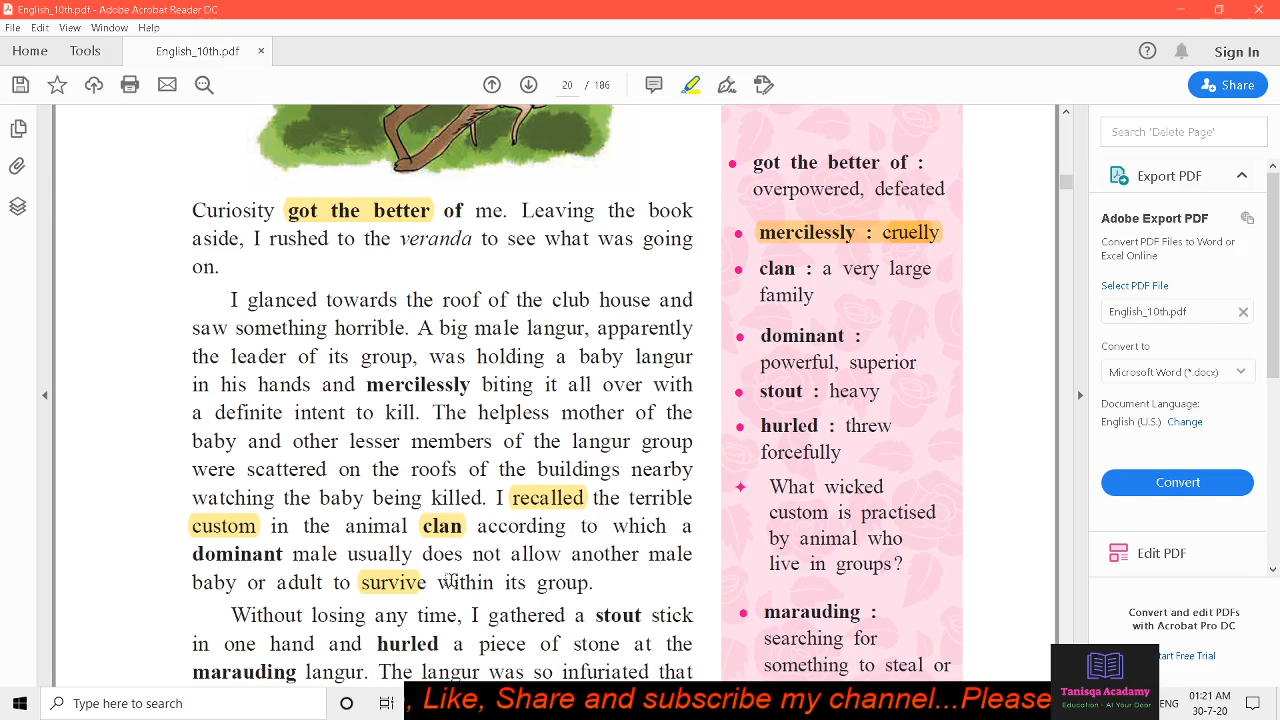 English_10th.pdf - Adobe Acrobat Reader DC
File Edit View Window Help
Home Tools English_10th.pdf × Sign In
20 / 186 Share
Curiosity got the better of me. Leaving the book
aside, I rushed to the veranda to see what was going
on.
I glanced towards the roof of the club house and
saw something horrible. A big male langur, apparently
the leader of its group, was holding a baby langur
in his hands and mercilessly biting it all over with
a definite intent to kill. The helpless mother of the
baby and other lesser members of the langur group
were scattered on the roofs of the buildings nearby
watching the baby being killed. I recalled the terrible
custom in the animal clan according to which a
dominant male usually does not allow another male
baby or adult to survive within its group.
Without losing any time, I gathered a stout stick
in one hand and hurled a piece of stone at the
marauding langur. The langur was so infuriated that
got the better of :
overpowered, defeated
mercilessly : cruelly
clan : a very large
family
dominant :
powerful, superior
stout : heavy
hurled : threw
forcefully
What wicked
custom is practised
by animal who
live in groups?
marauding :
searching for
something to steal or
Search 'Delete Page'
Export PDF
Adobe Export PDF
Convert PDF Files to Word or
Excel Online
Select PDF File
English_10th.pdf
Convert to
Microsoft Word (*.docx)
Document Language:
English (U.S.) Change
Convert
Edit PDF
Convert and edit PDFs
with Acrobat Pro DC
Start Free Trial
Tanisqa Academy
Education - At Your Door
Type here to search
, Like, Share and subscribe my channel...Please
ENG
01:21 AM
30-7-20